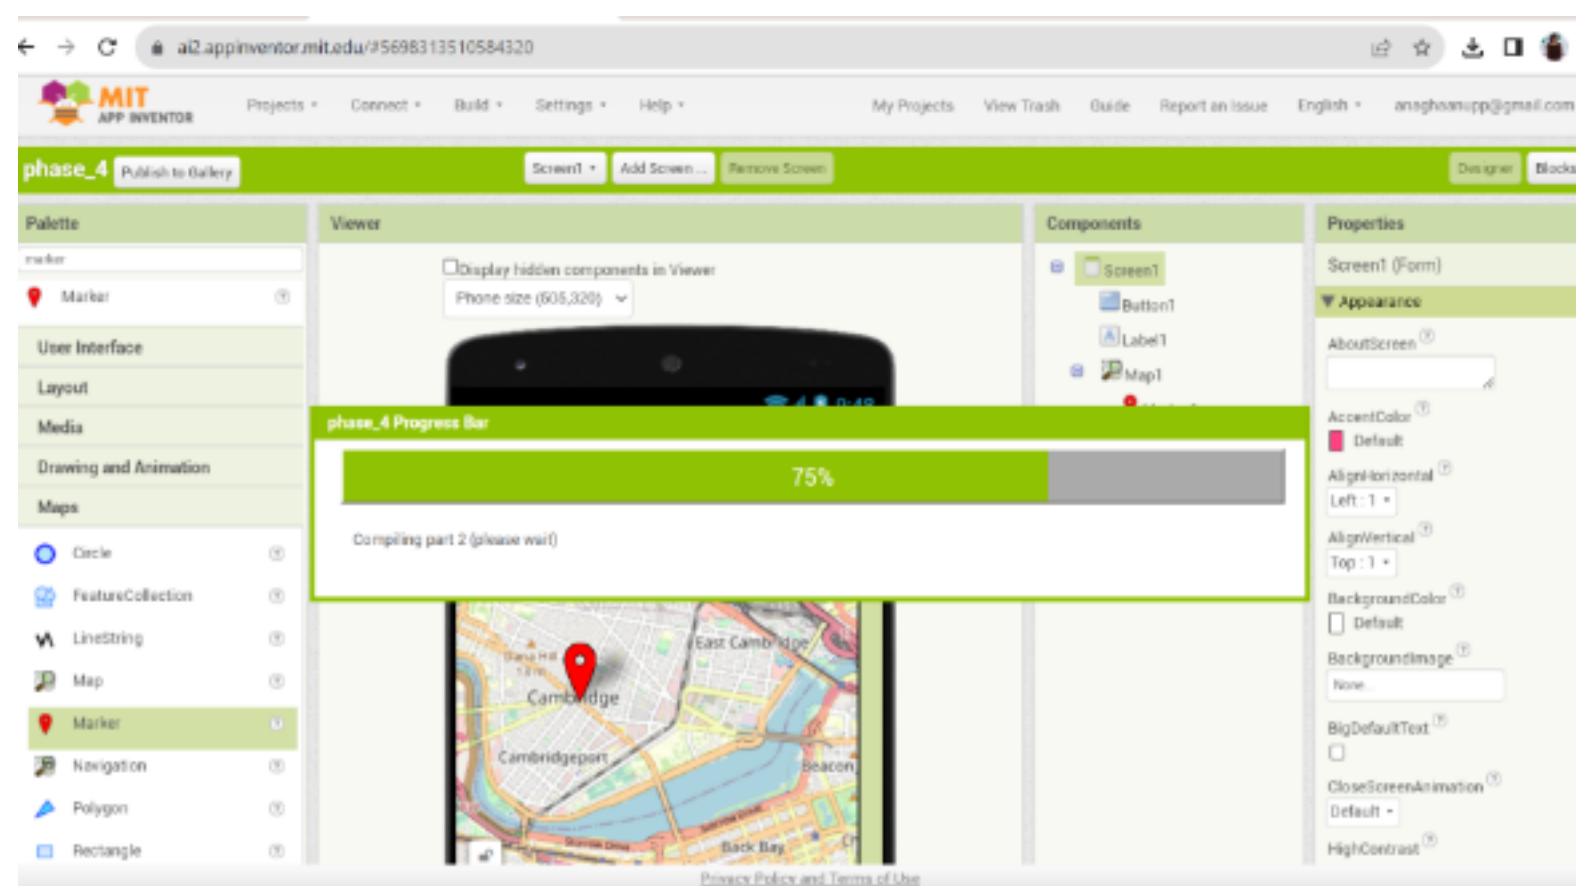 ai2.appinventor.mit.edu/#5698313510584320
MIT
APP INVENTOR
Projects Connect Build Settings Help My Projects View Trash Guide Report an Issue English
phase_4 Publish to Gallery Screen1 Add Screen ... Remove Screen Designer Blocks
Palette
marker
Marker
User Interface
Layout
Media
Drawing and Animation
Maps
Circle
FeatureCollection
LineString
Map
Marker
Navigation
Polygon
Rectangle
Viewer
Display hidden components in Viewer
Phone size (505,320)
9:48
phase_4 Progress Bar
75%
Compiling part 2 (please wait)
East Cambridge
Dana Hill
Cambridge
Cambridgeport
Beacon
Back Bay
Components
Screen1
Button1
Label1
Map1
Properties
Screen1 (Form)
Appearance
AboutScreen
AccentColor
Default
AlignHorizontal
Left : 1
AlignVertical
Top : 1
BackgroundColor
Default
BackgroundImage
None...
BigDefaultText
CloseScreenAnimation
Default
HighContrast
Privacy Policy and Terms of Use